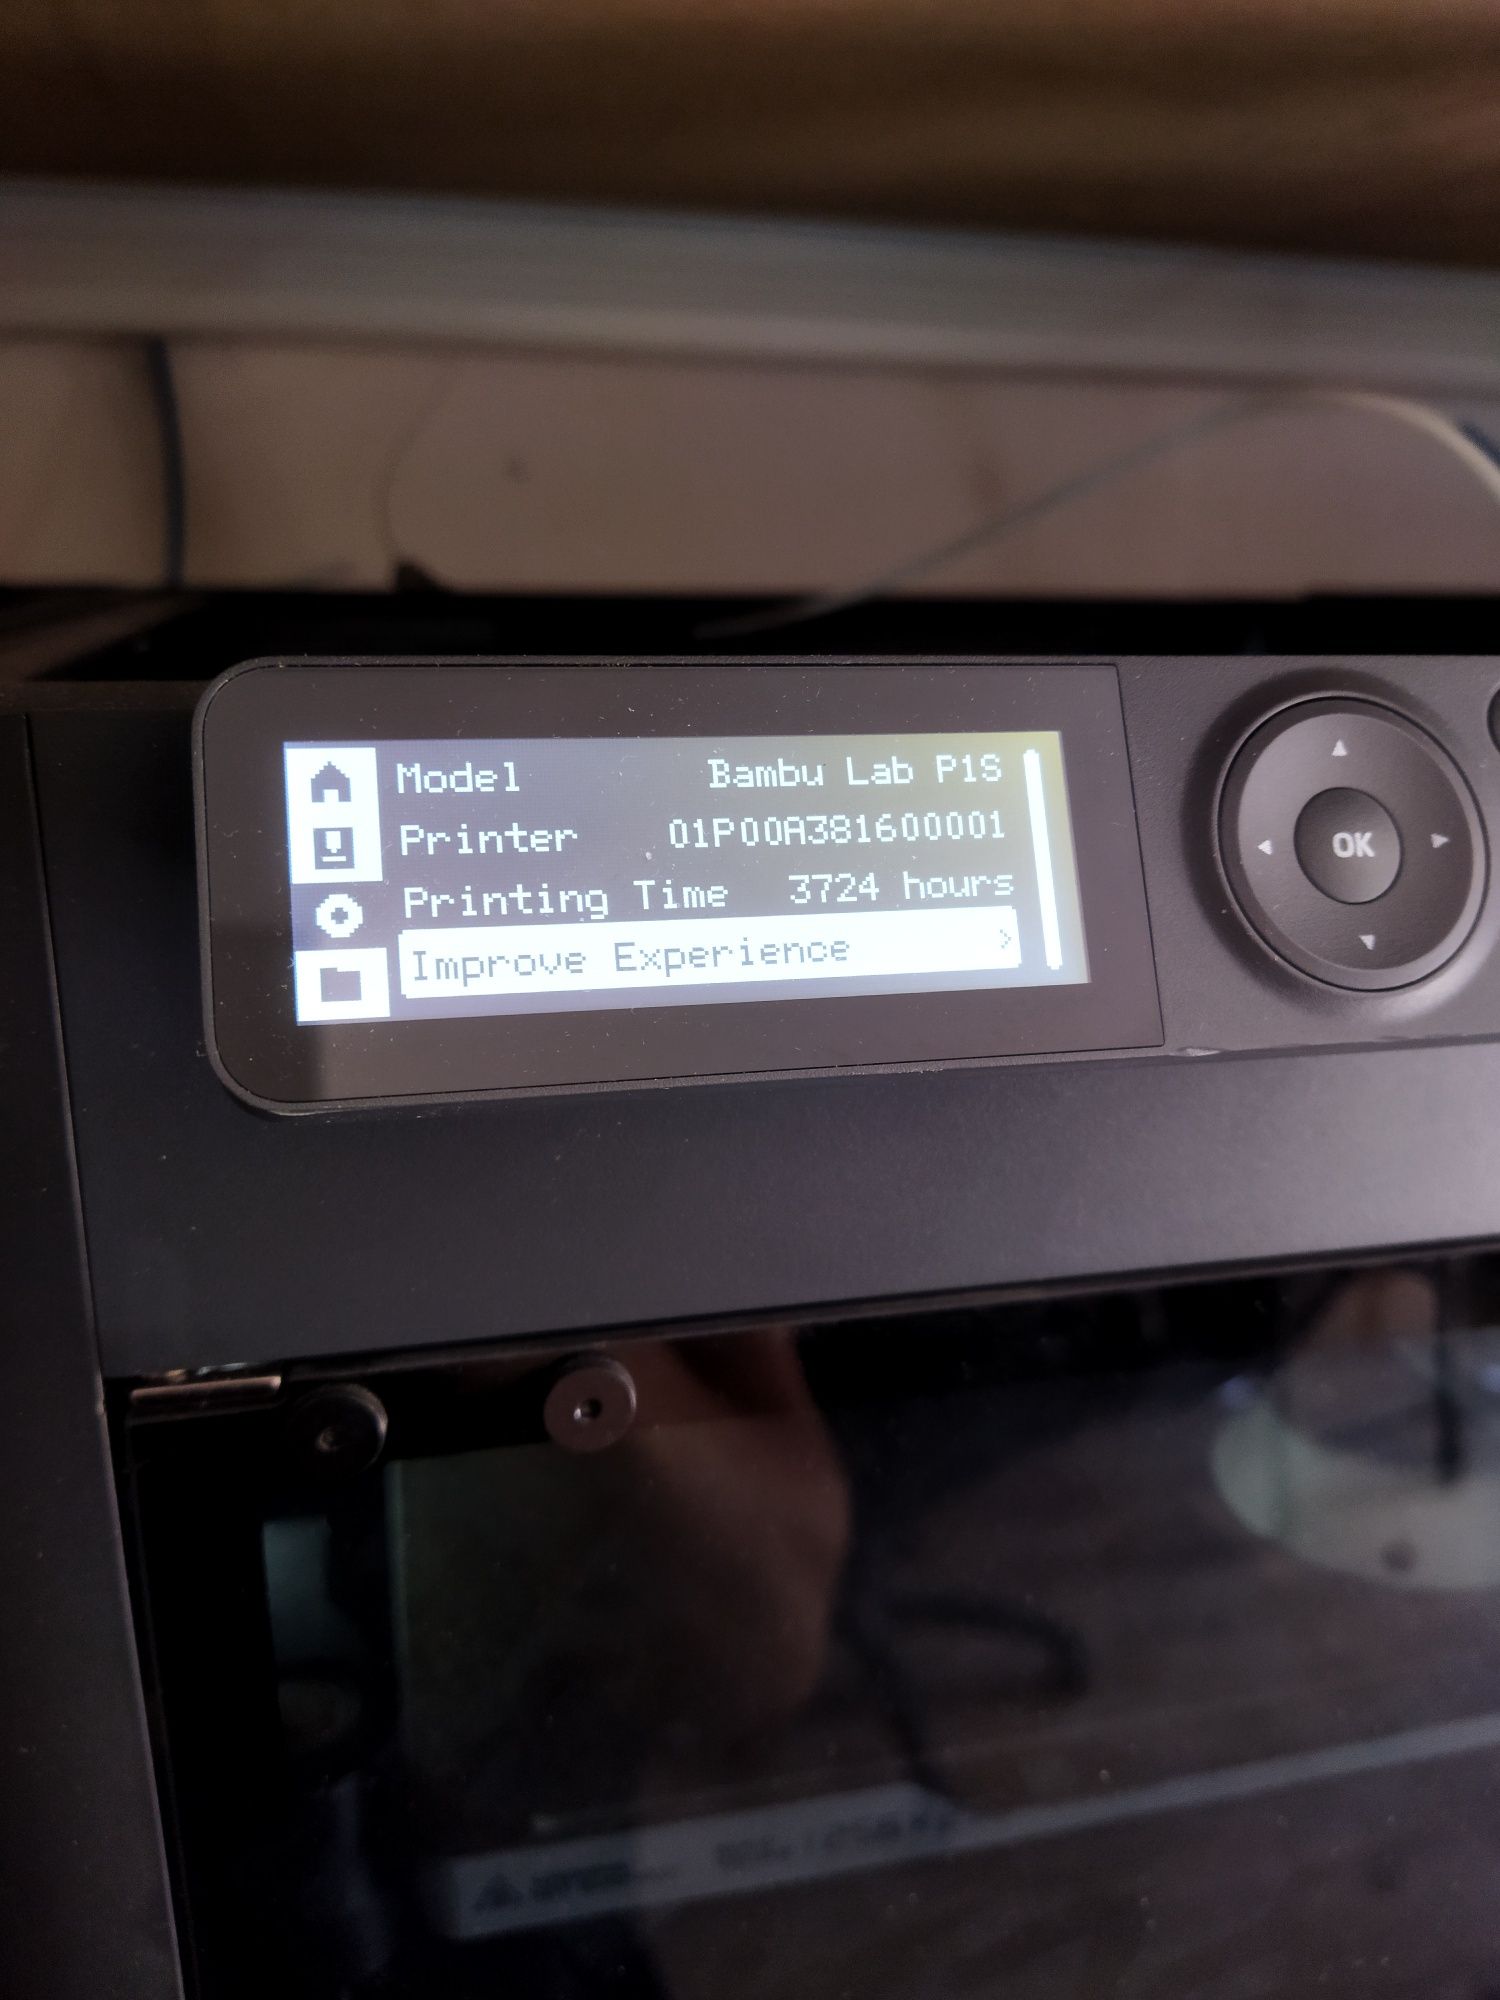 Model Bambu Lab P1S
Printer 01P00A381600001
Printing Time 3724 hours
Improve Experience >
OK